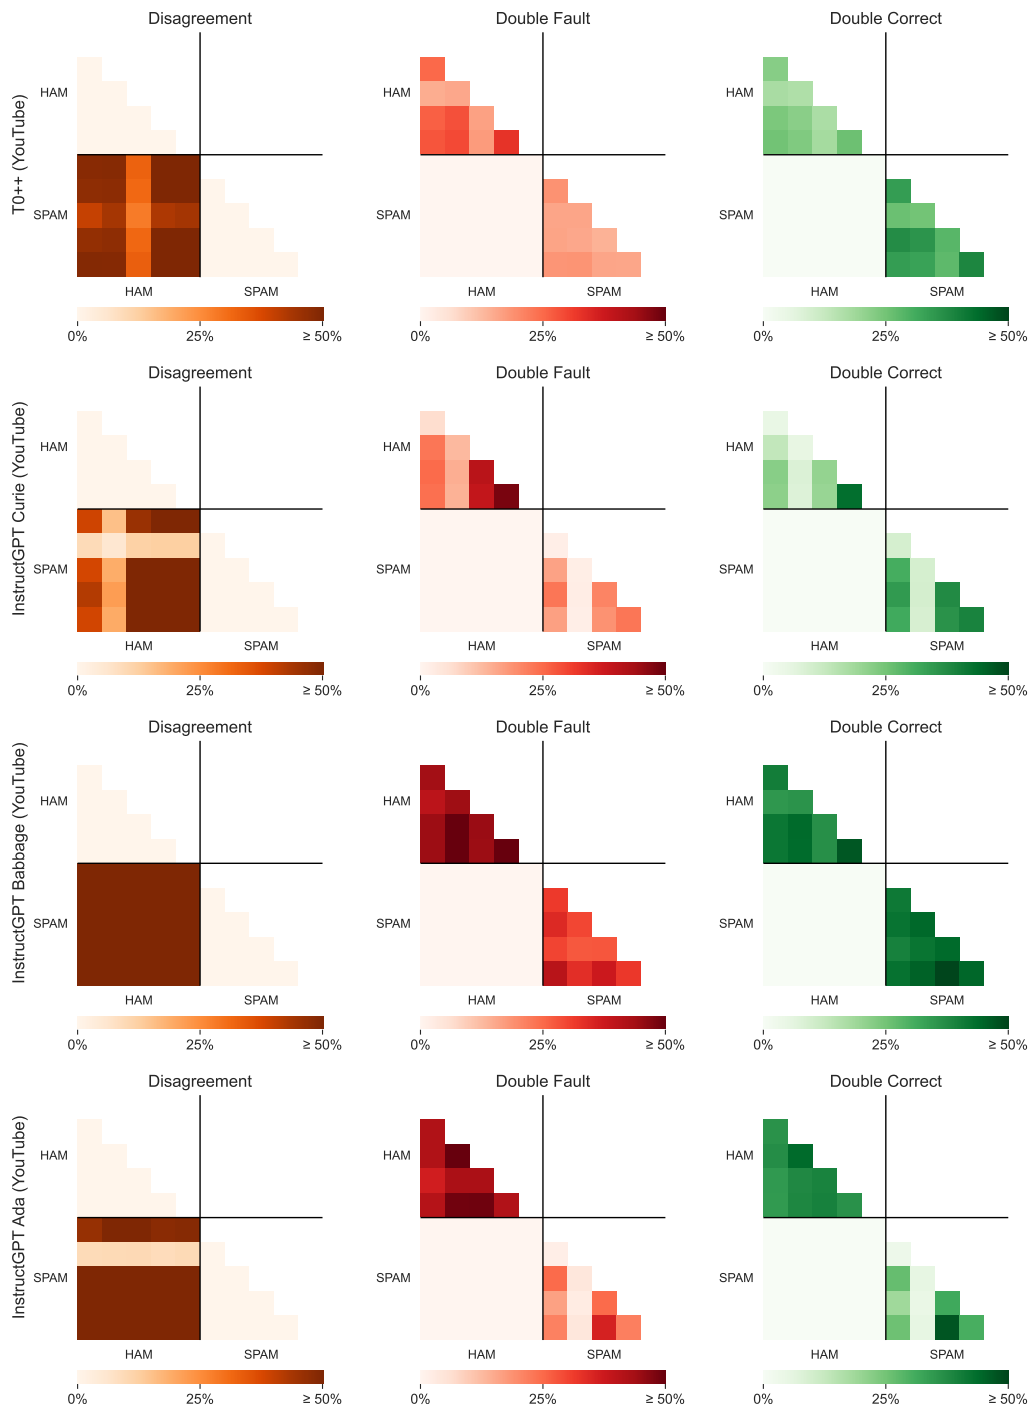 Disagreement
Double Fault
Double Correct
T0++ (YouTube)
HAM
HAM
HAM
SPAM
SPAM
SPAM
HAM SPAM
HAM SPAM
HAM SPAM
0% 25% ≥ 50%
0% 25% ≥ 50%
0% 25% ≥ 50%
Disagreement
Double Fault
Double Correct
InstructGPT Curie (YouTube)
HAM
HAM
HAM
SPAM
SPAM
SPAM
HAM SPAM
HAM SPAM
HAM SPAM
0% 25% ≥ 50%
0% 25% ≥ 50%
0% 25% ≥ 50%
Disagreement
Double Fault
Double Correct
InstructGPT Babbage (YouTube)
HAM
HAM
HAM
SPAM
SPAM
SPAM
HAM SPAM
HAM SPAM
HAM SPAM
0% 25% ≥ 50%
0% 25% ≥ 50%
0% 25% ≥ 50%
Disagreement
Double Fault
Double Correct
InstructGPT Ada (YouTube)
HAM
HAM
HAM
SPAM
SPAM
SPAM
HAM SPAM
HAM SPAM
HAM SPAM
0% 25% ≥ 50%
0% 25% ≥ 50%
0% 25% ≥ 50%